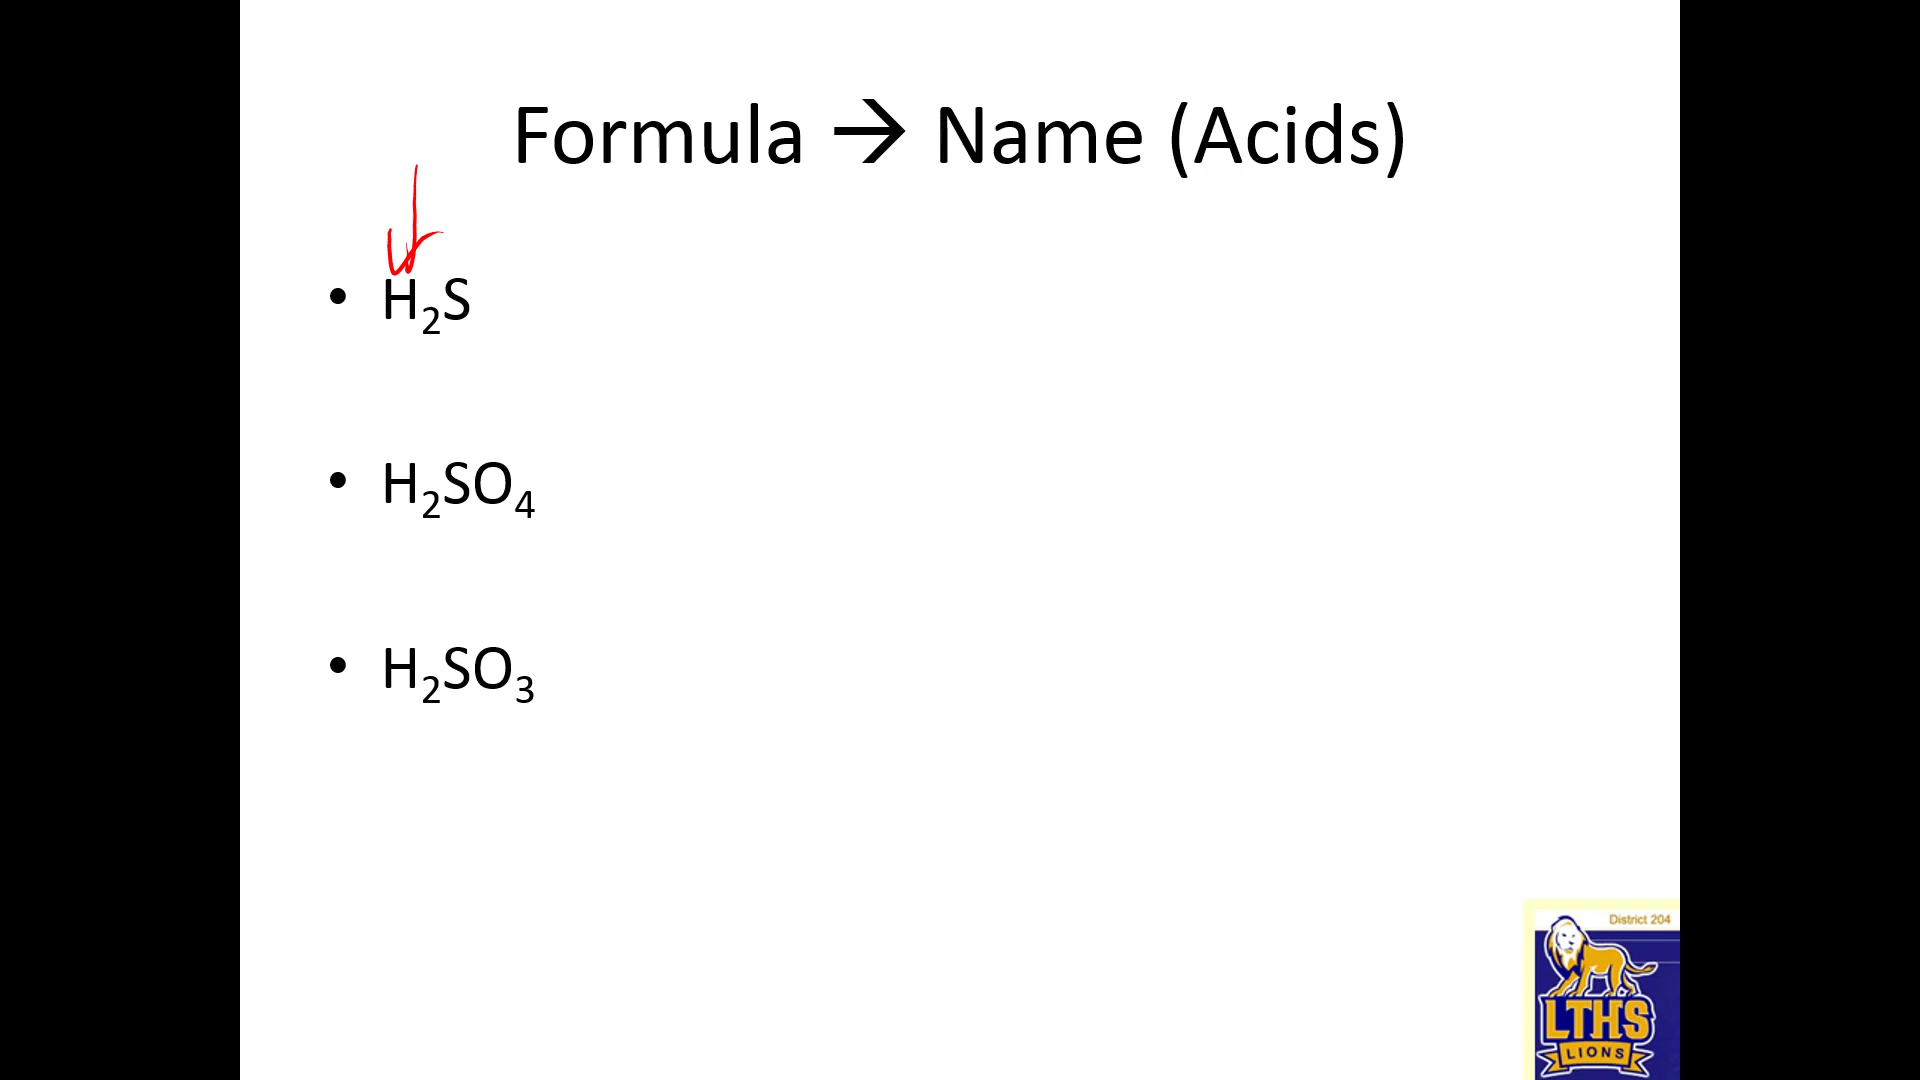 Formula → Name (Acids)
• H₂S
• H₂SO₄
• H₂SO₃
District 204
LTHS
LIONS